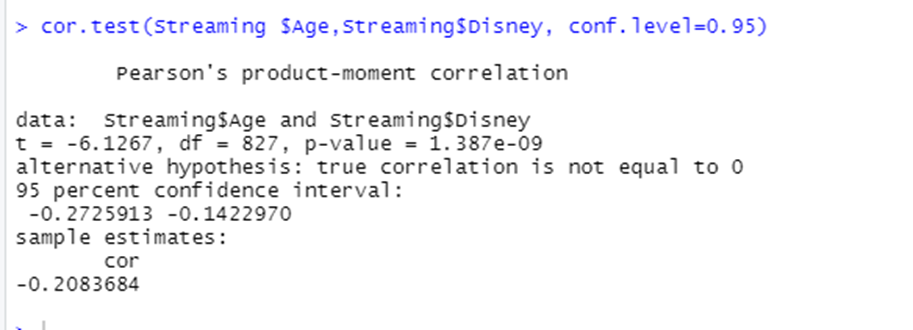 > cor.test(Streaming $Age,Streaming$Disney, conf.level=0.95)
Pearson's product-moment correlation
data:  Streaming$Age and Streaming$Disney
t = -6.1267, df = 827, p-value = 1.387e-09
alternative hypothesis: true correlation is not equal to 0
95 percent confidence interval:
-0.2725913 -0.1422970
sample estimates:
cor
-0.2083684
>